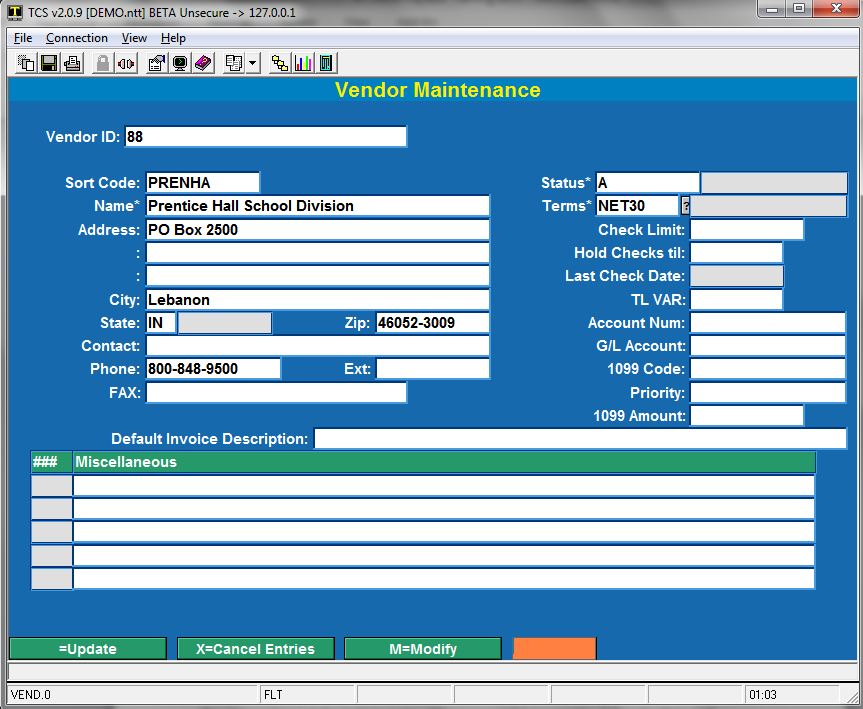 TCS v2.0.9 [DEMO.ntt] BETA Unsecure -> 127.0.0.1
File Connection View Help
Vendor Maintenance
Vendor ID: 88
Sort Code: PRENHA
Status* A
Name* Prentice Hall School Division
Terms* NET30 ?
Address: PO Box 2500
Check Limit:
:
Hold Checks til:
:
Last Check Date:
City: Lebanon
TL VAR:
State: IN Zip: 46052-3009
Account Num:
Contact:
G/L Account:
Phone: 800-848-9500 Ext:
1099 Code:
FAX:
Priority:
1099 Amount:
Default Invoice Description:
### Miscellaneous
=Update X=Cancel Entries M=Modify
VEND.0 FLT 01:03